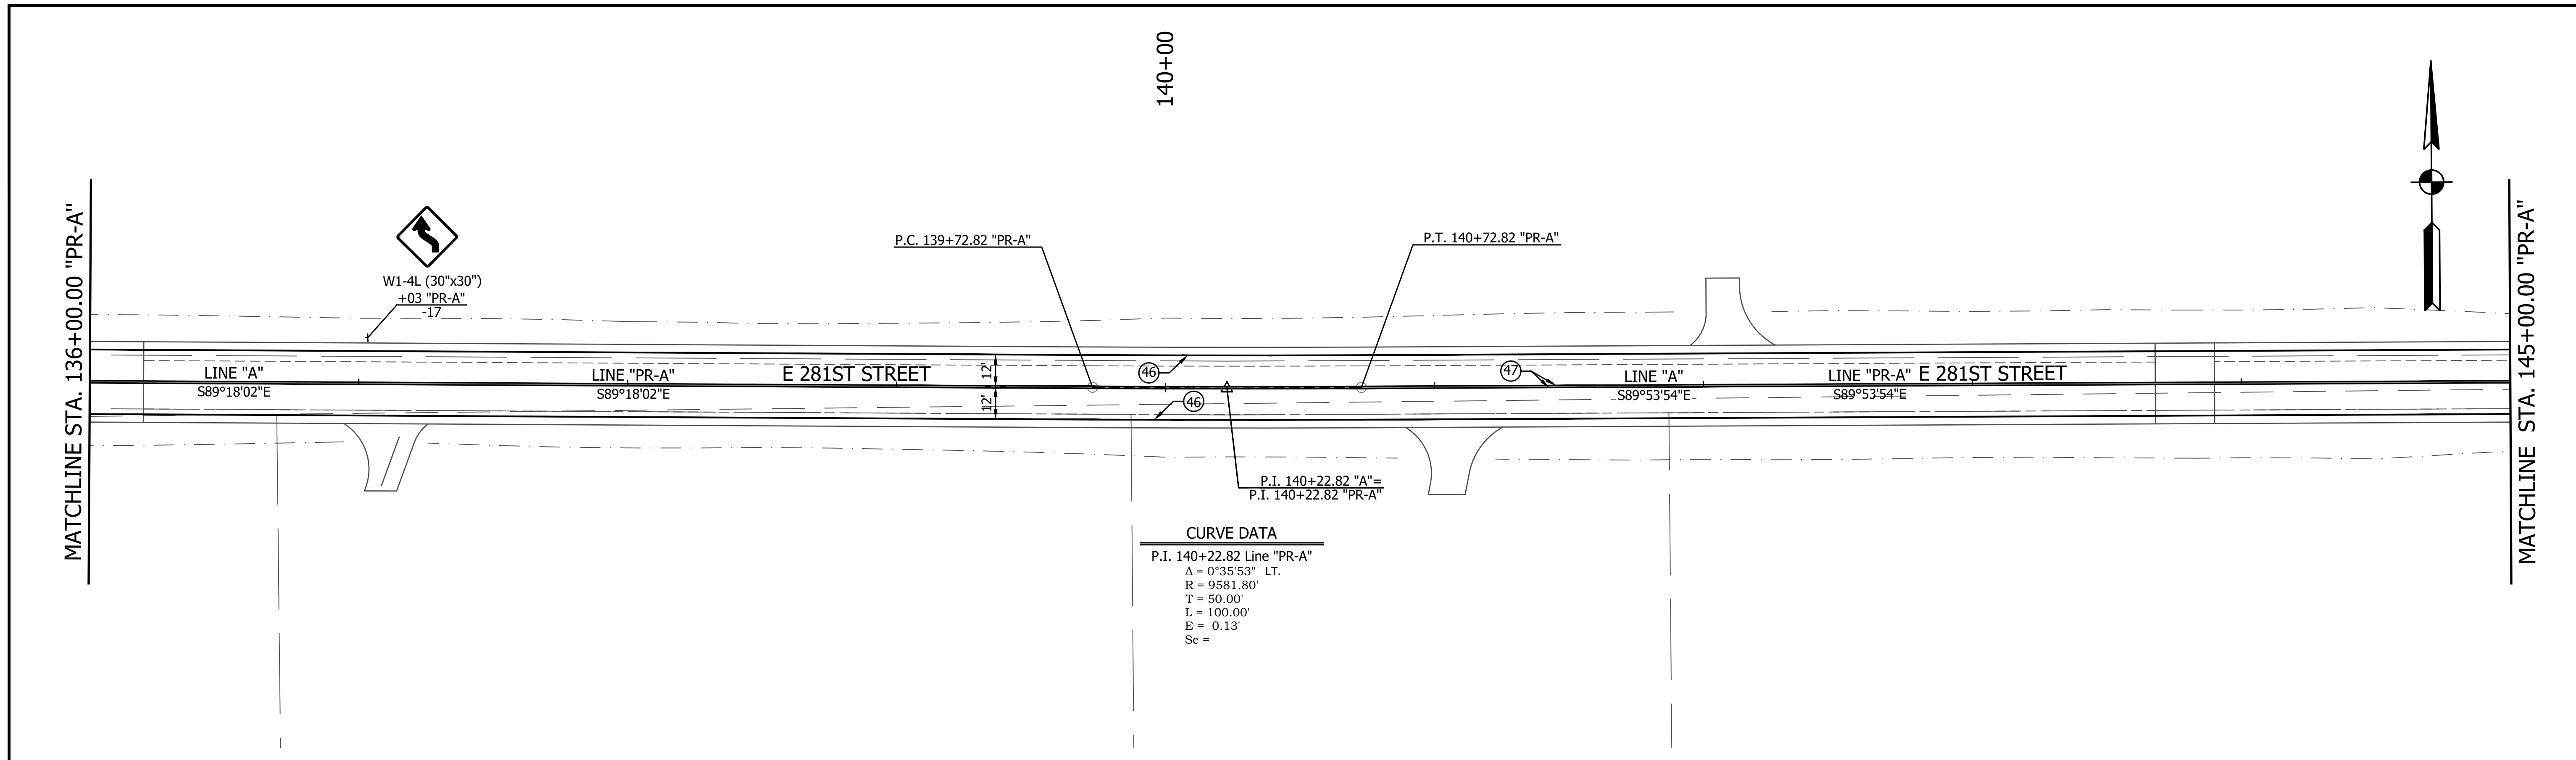 140+00
MATCHLINE STA. 136+00.00 "PR-A"
W1-4L (30"x30")
+03 "PR-A"
-17
P.C. 139+72.82 "PR-A"
P.T. 140+72.82 "PR-A"
LINE "A"
S89°18'02"E
LINE "PR-A"
S89°18'02"E
E 281ST STREET
12'
12'
46
46
47
LINE "A"
S89°53'54"E
LINE "PR-A"
S89°53'54"E
E 281ST STREET
P.I. 140+22.82 "A"=
P.I. 140+22.82 "PR-A"
CURVE DATA
P.I. 140+22.82 Line "PR-A"
Δ = 0°35'53" LT.
R = 9581.80'
T = 50.00'
L = 100.00'
E = 0.13'
Se =
MATCHLINE STA. 145+00.00 "PR-A"